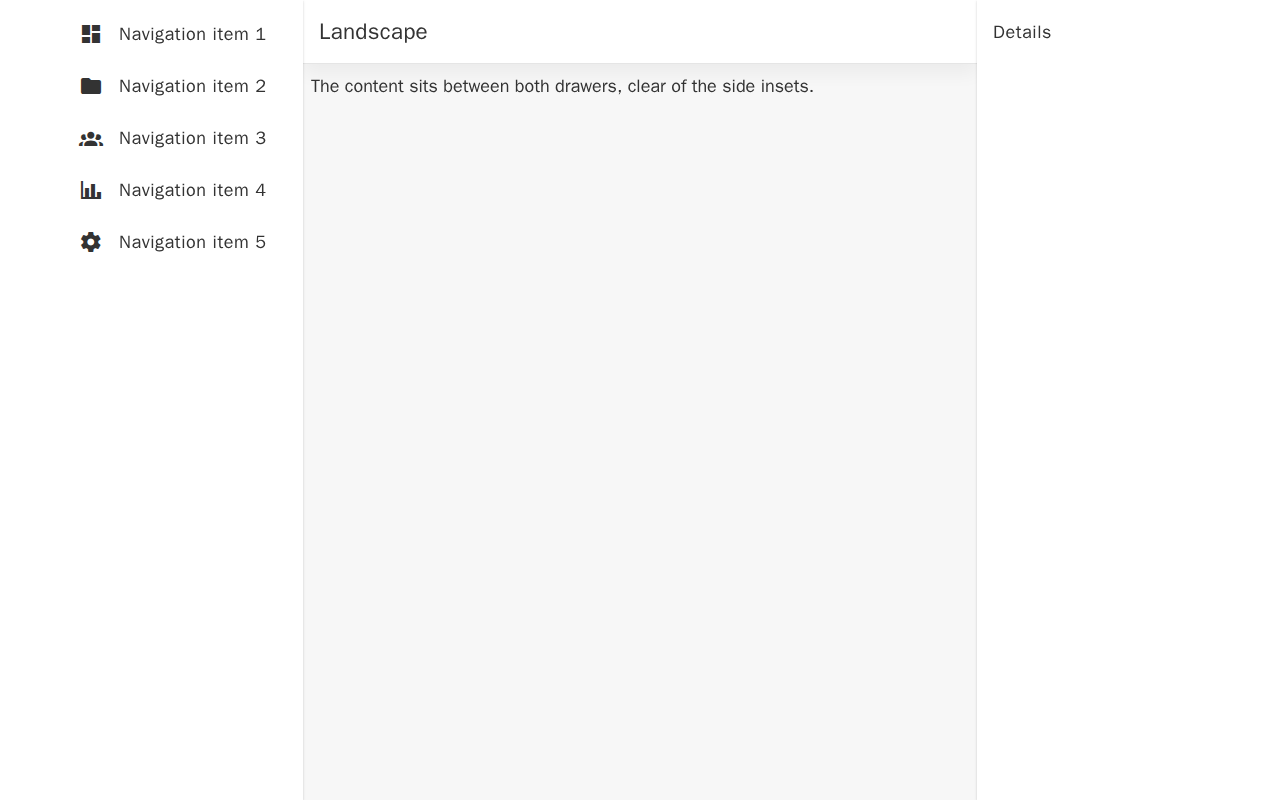 Navigation item 1
Navigation item 2
Navigation item 3
Navigation item 4
Navigation item 5
Landscape
The content sits between both drawers, clear of the side insets.
Details